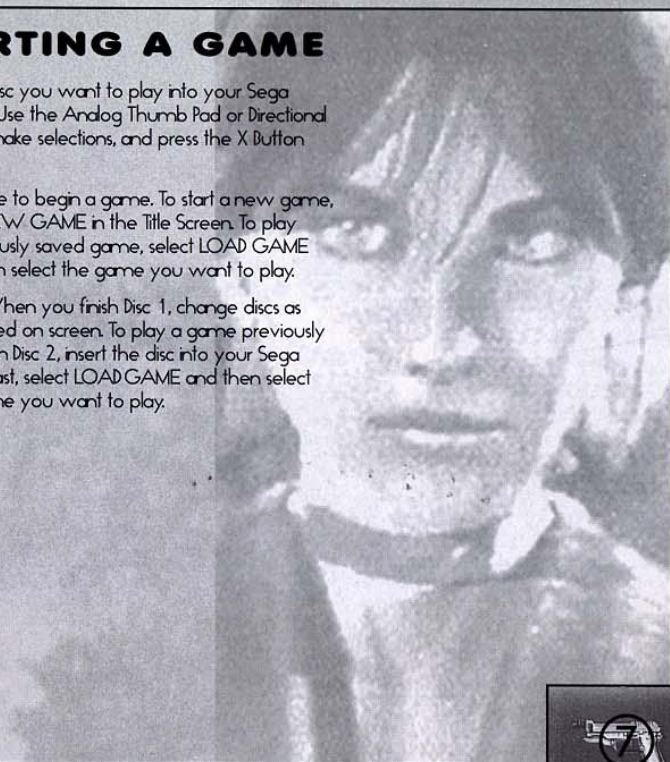 RTING A GAME
sc you want to play into your Sega
Use the Analog Thumb Pad or Directional
make selections, and press the X Button
e to begin a game. To start a new game,
W GAME in the Title Screen. To play
usly saved game, select LOAD GAME
n select the game you want to play.
When you finish Disc 1, change discs as
ed on screen. To play a game previously
n Disc 2, insert the disc into your Sega
ast, select LOAD GAME and then select
ne you want to play.
7